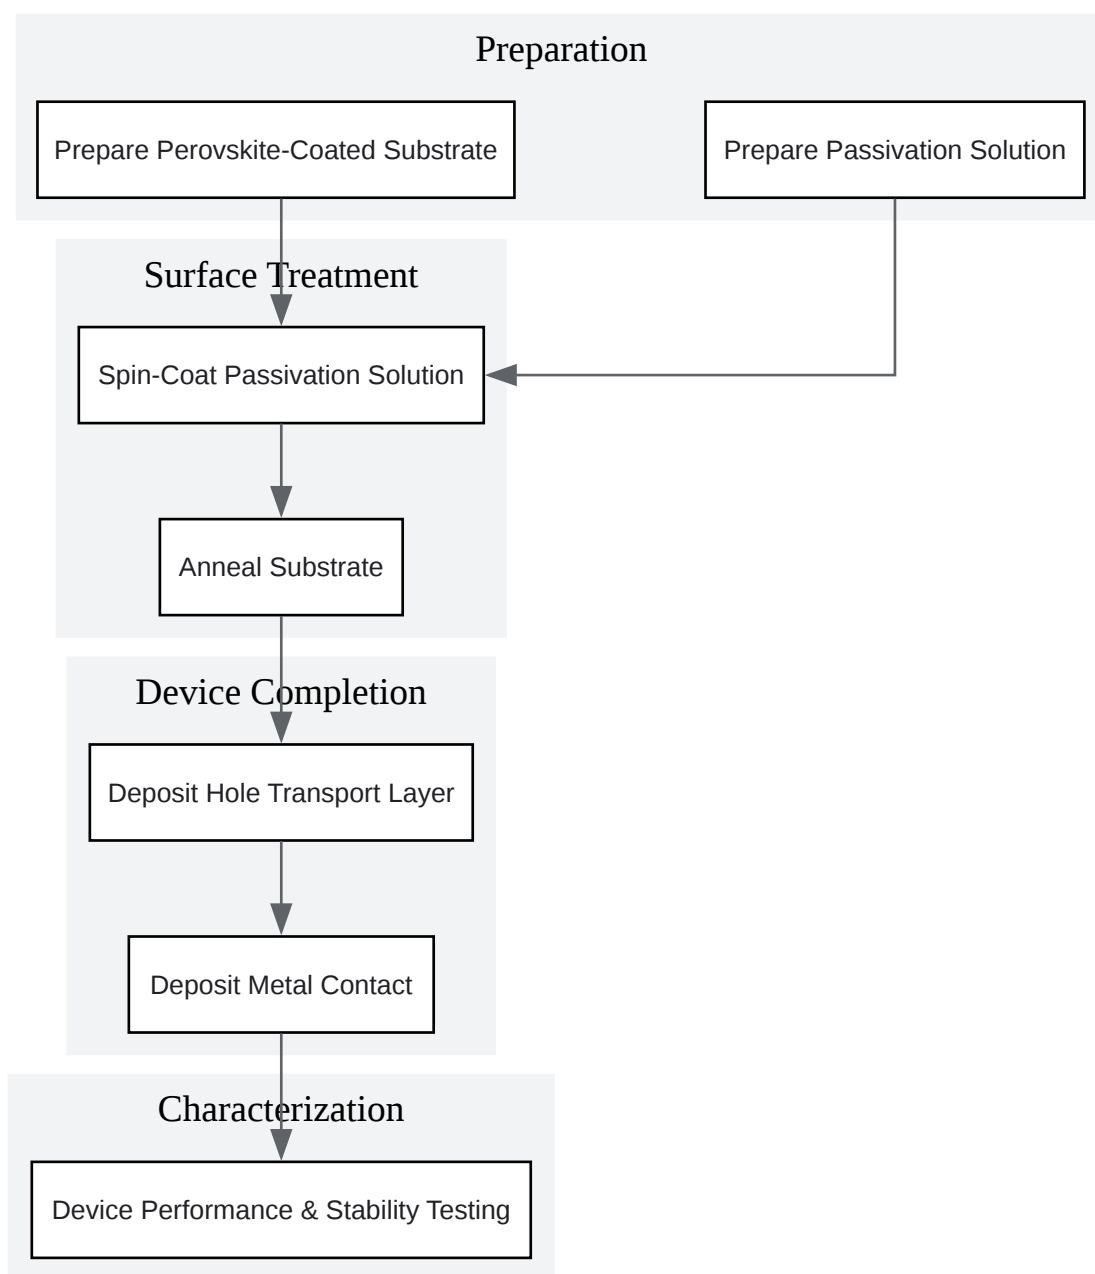 Preparation
Prepare Perovskite-Coated Substrate
Prepare Passivation Solution
Surface Treatment
Spin-Coat Passivation Solution
Anneal Substrate
Device Completion
Deposit Hole Transport Layer
Deposit Metal Contact
Characterization
Device Performance & Stability Testing